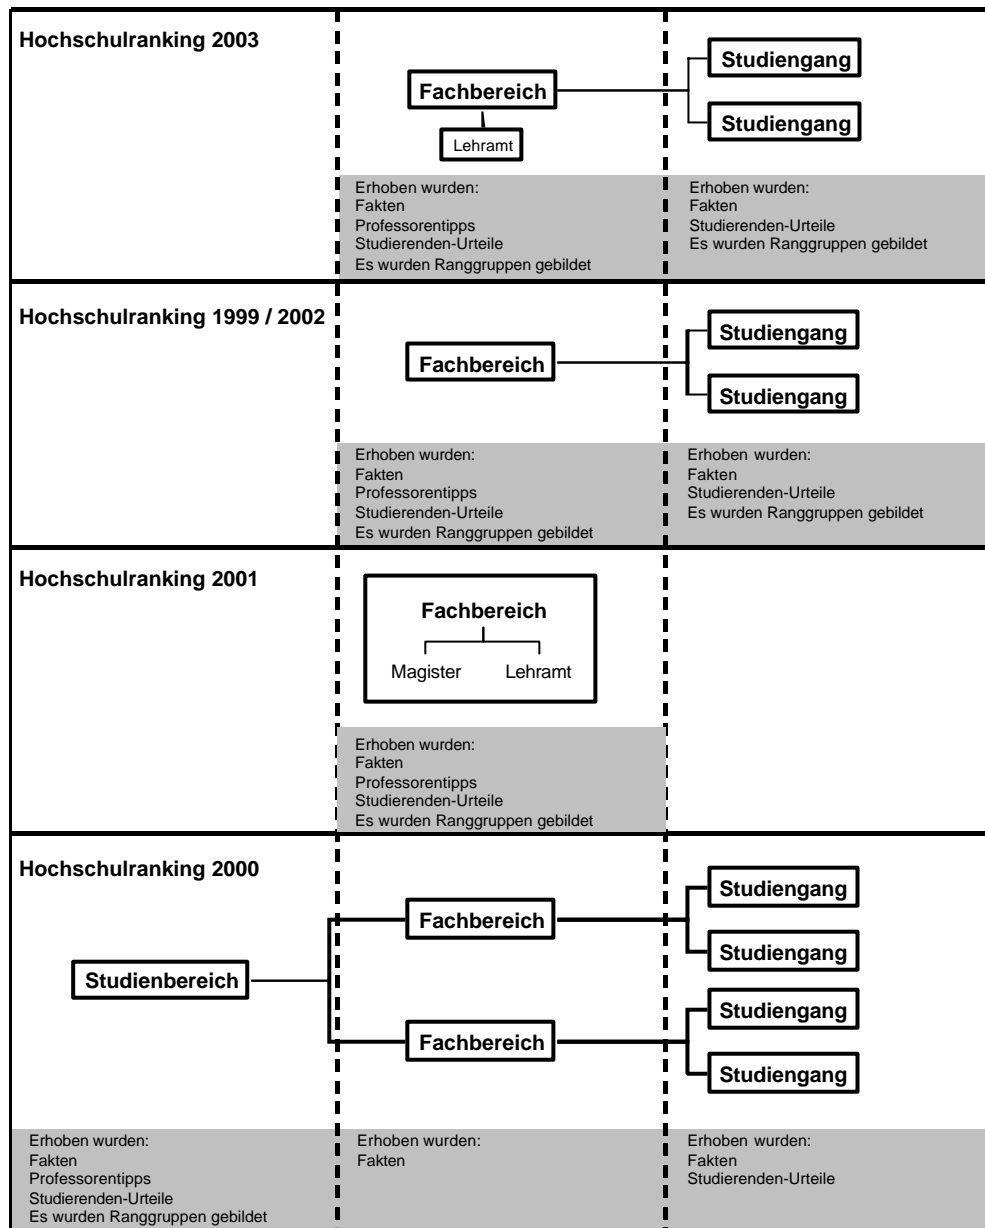 Hochschulranking 2003
Fachbereich
Lehramt
Studiengang
Studiengang
Erhoben wurden:
Fakten
Professorentipps
Studierenden-Urteile
Es wurden Ranggruppen gebildet
Erhoben wurden:
Fakten
Studierenden-Urteile
Es wurden Ranggruppen gebildet
Hochschulranking 1999 / 2002
Fachbereich
Studiengang
Studiengang
Erhoben wurden:
Fakten
Professorentipps
Studierenden-Urteile
Es wurden Ranggruppen gebildet
Erhoben wurden:
Fakten
Studierenden-Urteile
Es wurden Ranggruppen gebildet
Hochschulranking 2001
Fachbereich
Magister Lehramt
Erhoben wurden:
Fakten
Professorentipps
Studierenden-Urteile
Es wurden Ranggruppen gebildet
Hochschulranking 2000
Studienbereich
Fachbereich
Fachbereich
Studiengang
Studiengang
Studiengang
Studiengang
Erhoben wurden:
Fakten
Professorentipps
Studierenden-Urteile
Es wurden Ranggruppen gebildet
Erhoben wurden:
Fakten
Erhoben wurden:
Fakten
Studierenden-Urteile